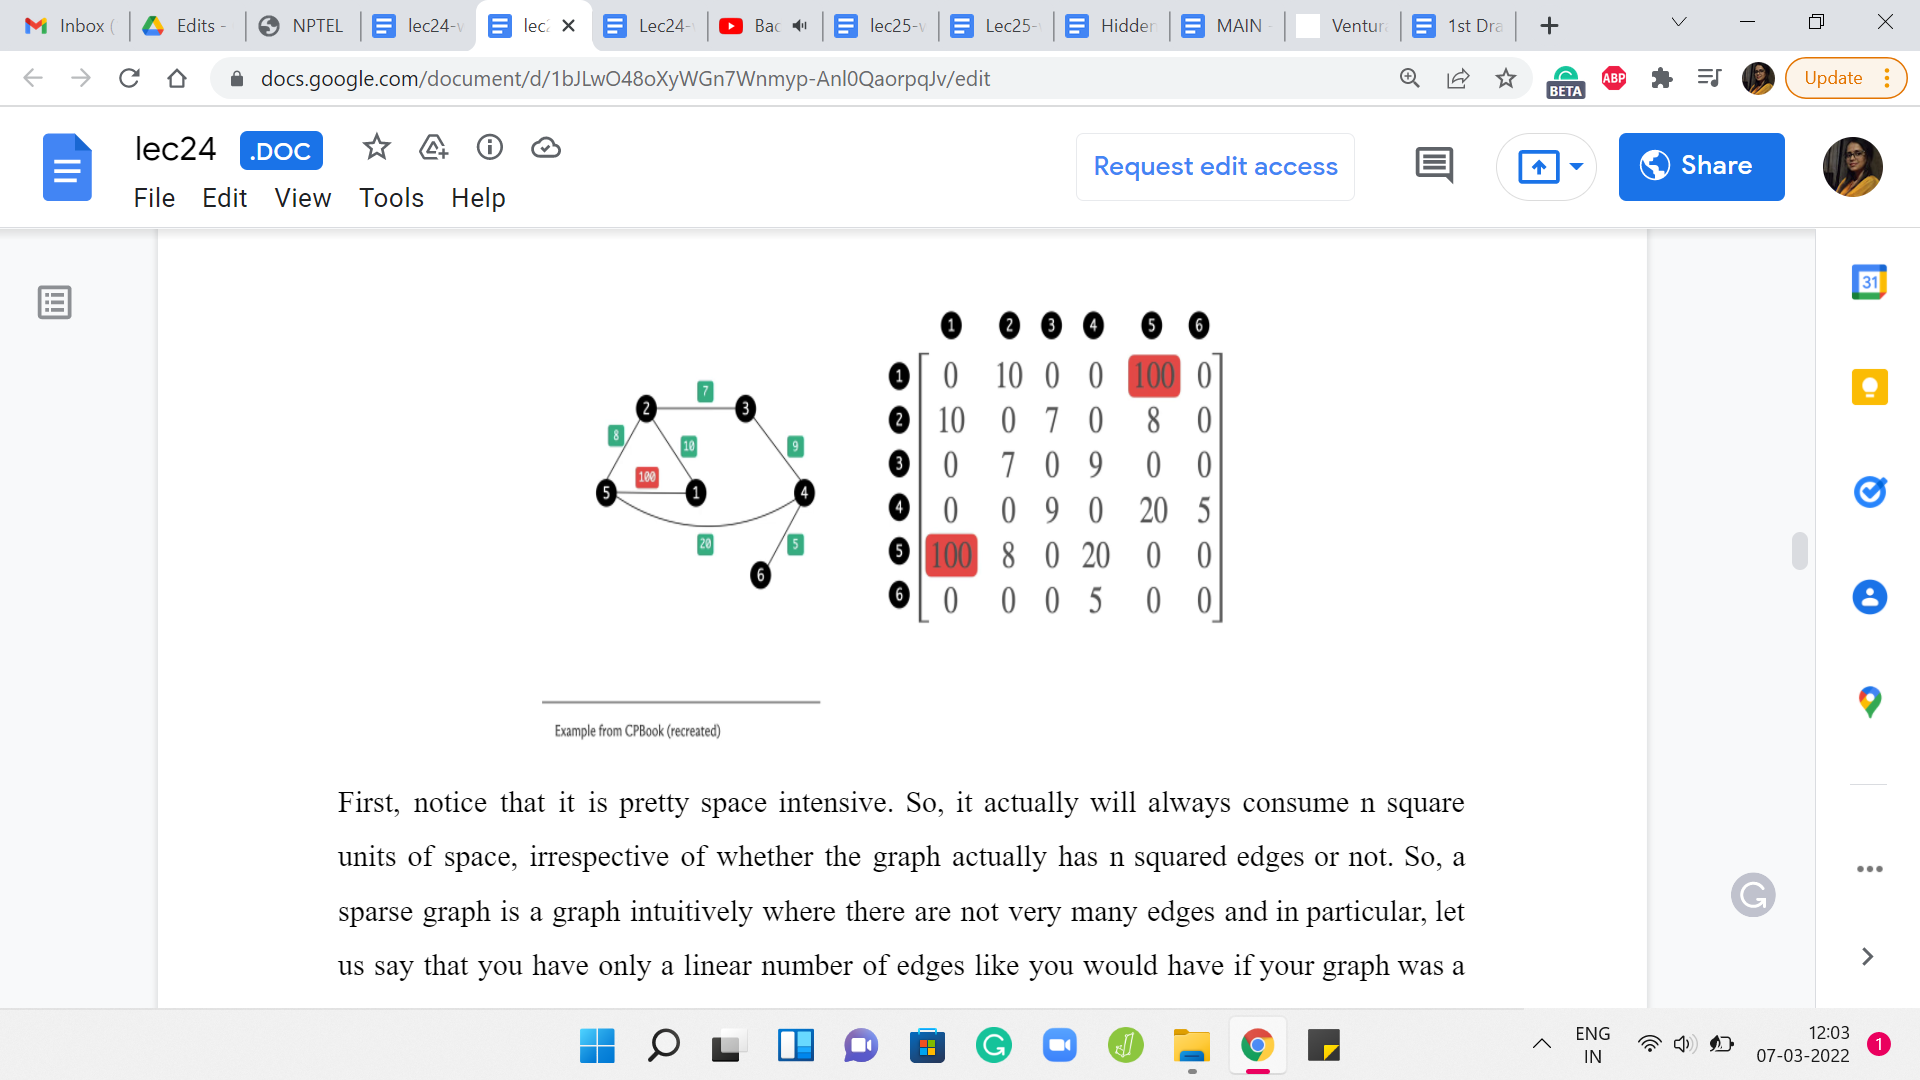 Inbox (
Edits -
NPTEL
lec24-v
lec2
Lec24-
Bac
lec25-v
Lec25-
Hidden
MAIN -
Ventur
1st Dra
docs.google.com/document/d/1bJLwO48oXyWGn7Wnmyp-Anl0QaorpqJv/edit
BETA
ABP
Update
lec24 .DOC
Request edit access
Share
File Edit View Tools Help
31
1 2 3 4 5 6
1 0 10 0 0 100 0
2 10 0 7 0 8 0
3 0 7 0 9 0 0
4 0 0 9 0 20 5
5 100 8 0 20 0 0
6 0 0 0 5 0 0
7
2 3
8 10 9
100
5 1 4
20 5
6
Example from CPBook (recreated)
First, notice that it is pretty space intensive. So, it actually will always consume n square
units of space, irrespective of whether the graph actually has n squared edges or not. So, a
sparse graph is a graph intuitively where there are not very many edges and in particular, let
us say that you have only a linear number of edges like you would have if your graph was a
ENG
IN
12:03
07-03-2022
1